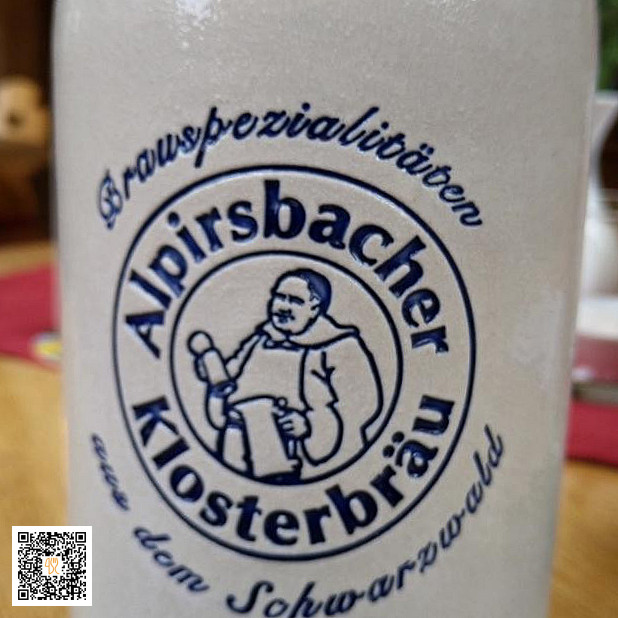 Brauspezialitäten
Alpirsbacher
Klosterbräu
aus dem Schwarzwald